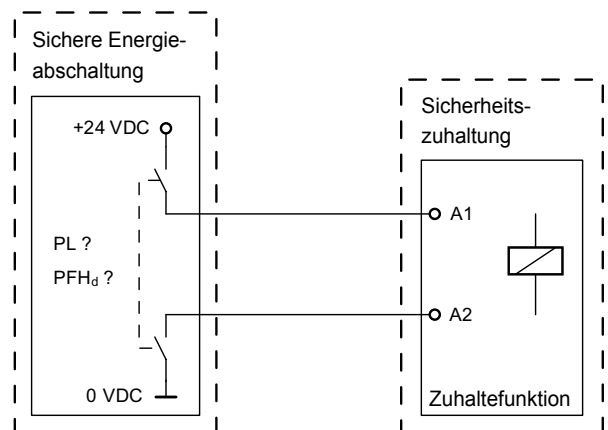 Sichere Energie-
abschaltung
+24 VDC
PL ?
PFHd ?
0 VDC
Sicherheits-
zuhaltung
A1
A2
Zuhaltefunktion